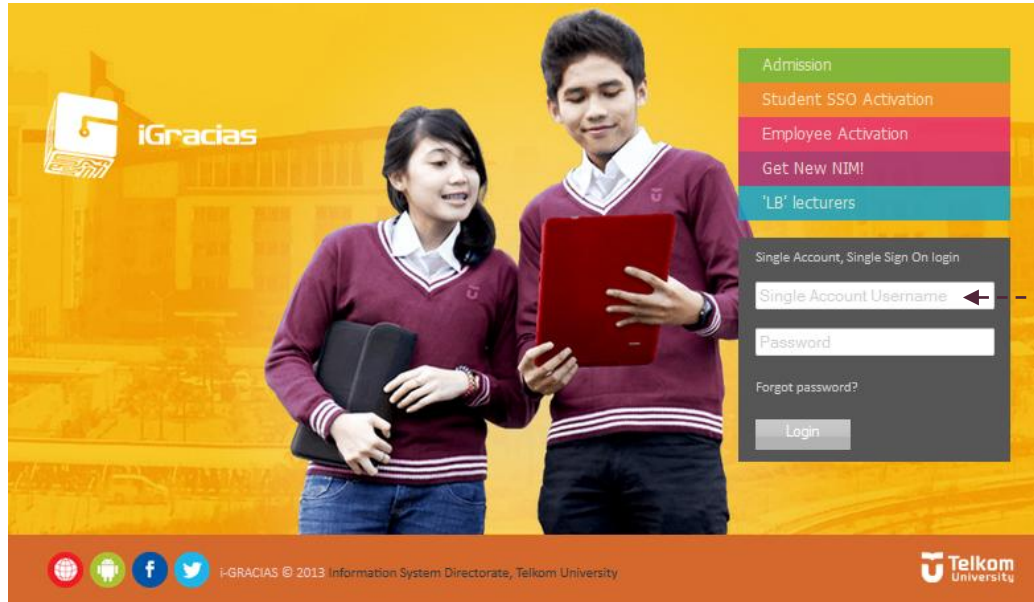 iGracias
Admission
Student SSO Activation
Employee Activation
Get New NIM!
'LB' lecturers
Single Account, Single Sign On login
Single Account Username
Password
Forgot password?
Login
i-GRACIAS © 2013 Information System Directorate, Telkom University
Telkom
University